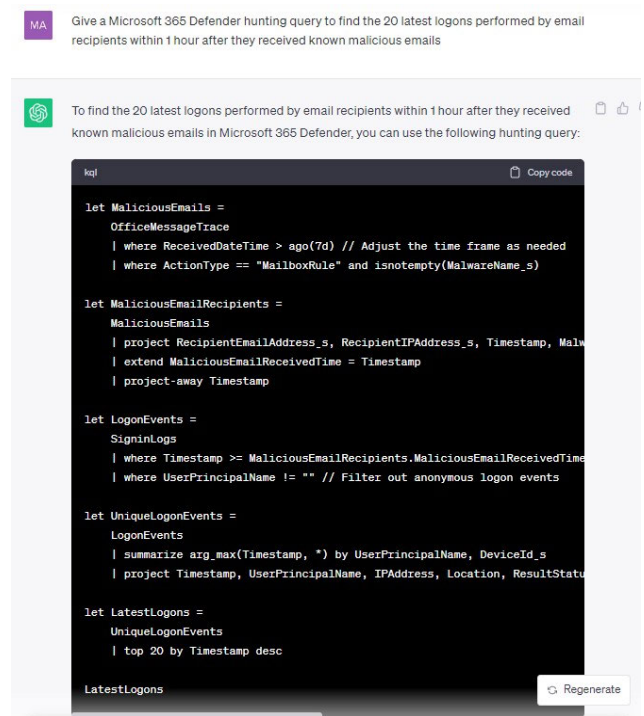 MA
Give a Microsoft 365 Defender hunting query to find the 20 latest logons performed by email
recipients within 1 hour after they received known malicious emails
To find the 20 latest logons performed by email recipients within 1 hour after they received
known malicious emails in Microsoft 365 Defender, you can use the following hunting query:
kql
Copy code
let MaliciousEmails =
OfficeMessageTrace
| where ReceivedDateTime > ago(7d) // Adjust the time frame as needed
| where ActionType == "MailboxRule" and isnotempty(MalwareName_s)
let MaliciousEmailRecipients =
MaliciousEmails
| project RecipientEmailAddress_s, RecipientIPAddress_s, Timestamp, Malw
| extend MaliciousEmailReceivedTime = Timestamp
| project-away Timestamp
let LogonEvents =
SigninLogs
| where Timestamp >= MaliciousEmailRecipients.MaliciousEmailReceivedTime
| where UserPrincipalName != "" // Filter out anonymous logon events
let UniqueLogonEvents =
LogonEvents
| summarize arg_max(Timestamp, *) by UserPrincipalName, DeviceId_s
| project Timestamp, UserPrincipalName, IPAddress, Location, ResultStatu
let LatestLogons =
UniqueLogonEvents
| top 20 by Timestamp desc
LatestLogons
Regenerate